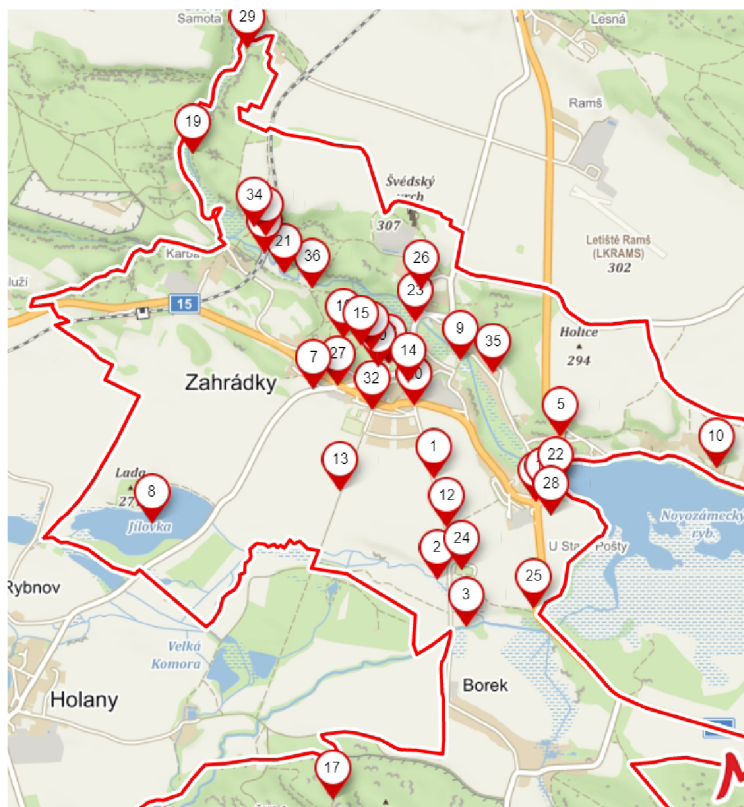 29
Samota
Lesná
Ramš
19
34
Švédský
vrch
307
21
36
26
Letiště Ramš
(LKRAMS)
302
Karba
15
23
15
9
35
Holice
294
14
7
27
Zahrádky
32
5
10
1
22
13
28
Lada
8
Jílovka
12
Novozámecký
ryb.
2
24
U Staré Pošty
25
Rybnov
3
Velká
Komora
Holany
Borek
17